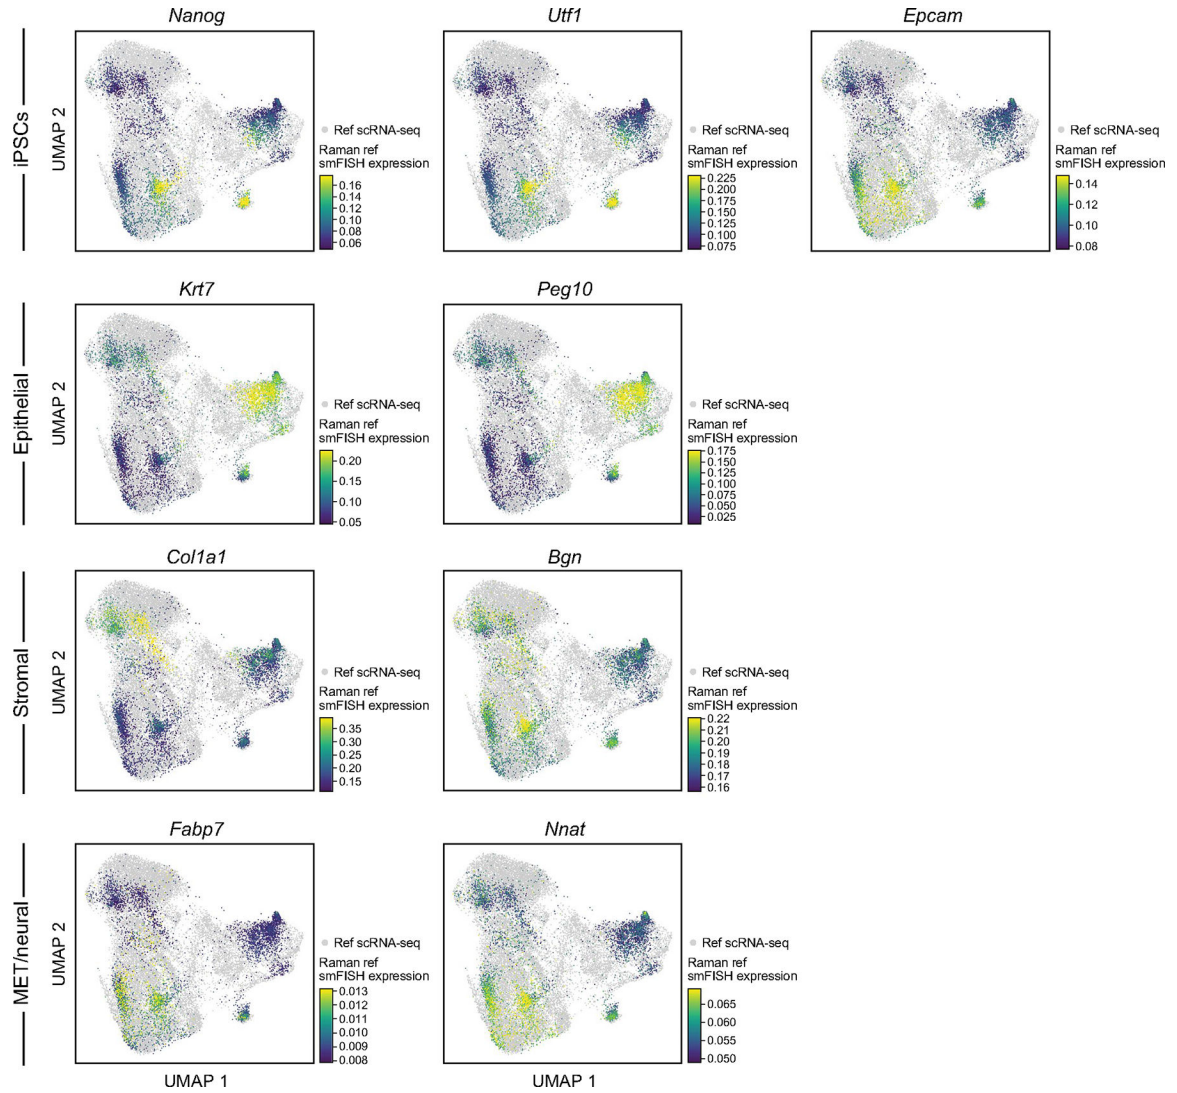 Nanog
Utf1
Epcam
iPSCs
UMAP 2
Ref scRNA-seq
Raman ref
smFISH expression
0.16
0.14
0.12
0.10
0.08
0.06
Ref scRNA-seq
Raman ref
smFISH expression
0.225
0.200
0.175
0.150
0.125
0.100
0.075
Ref scRNA-seq
Raman ref
smFISH expression
0.14
0.12
0.10
0.08
Krt7
Peg10
Epithelial
UMAP 2
Ref scRNA-seq
Raman ref
smFISH expression
0.20
0.15
0.10
0.05
Ref scRNA-seq
Raman ref
smFISH expression
0.175
0.150
0.125
0.100
0.075
0.050
0.025
Col1a1
Bgn
Stromal
UMAP 2
Ref scRNA-seq
Raman ref
smFISH expression
0.35
0.30
0.25
0.20
0.15
Ref scRNA-seq
Raman ref
smFISH expression
0.22
0.21
0.20
0.19
0.18
0.17
0.16
Fabp7
Nnat
MET/neural
UMAP 2
Ref scRNA-seq
Raman ref
smFISH expression
0.013
0.012
0.011
0.010
0.009
0.008
Ref scRNA-seq
Raman ref
smFISH expression
0.065
0.060
0.055
0.050
UMAP 1
UMAP 1